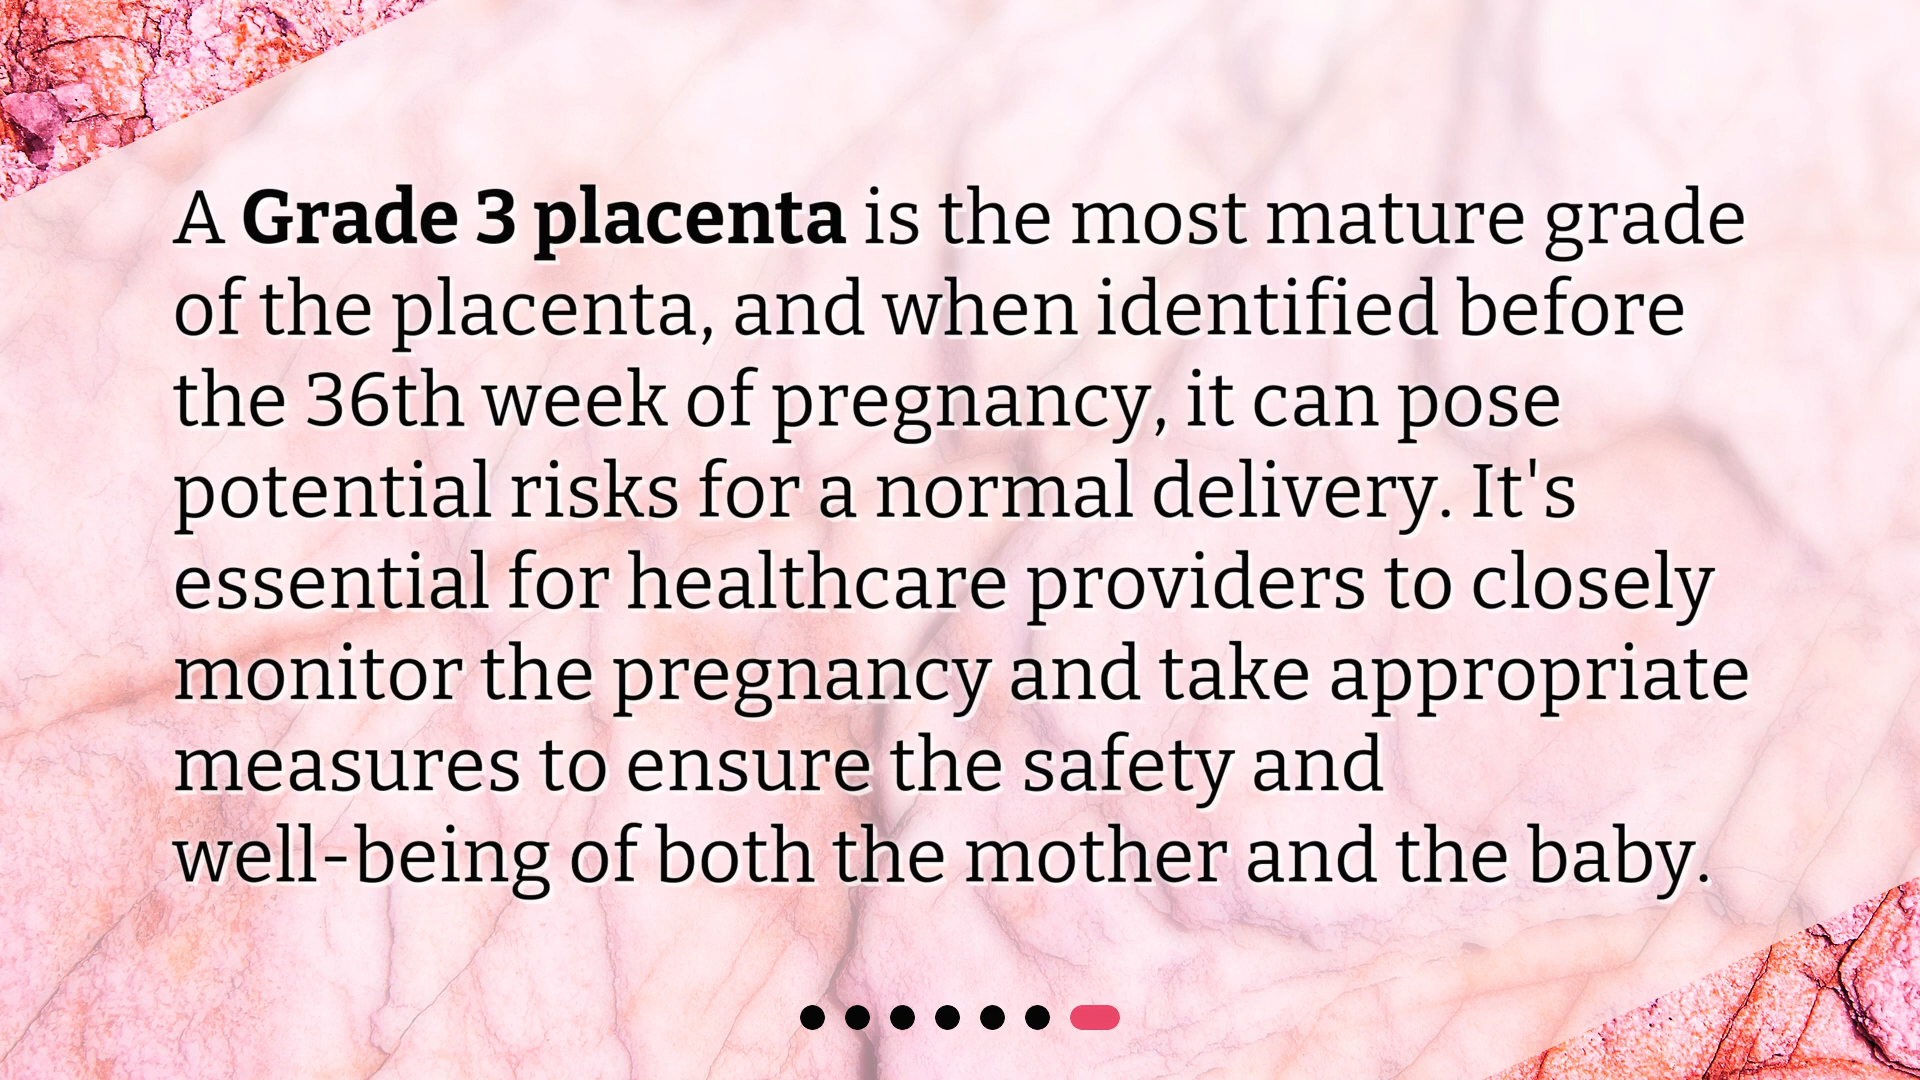 A Grade 3 placenta is the most mature grade
of the placenta, and when identified before
the 36th week of pregnancy, it can pose
potential risks for a normal delivery. It's
essential for healthcare providers to closely
monitor the pregnancy and take appropriate
measures to ensure the safety and
well-being of both the mother and the baby.